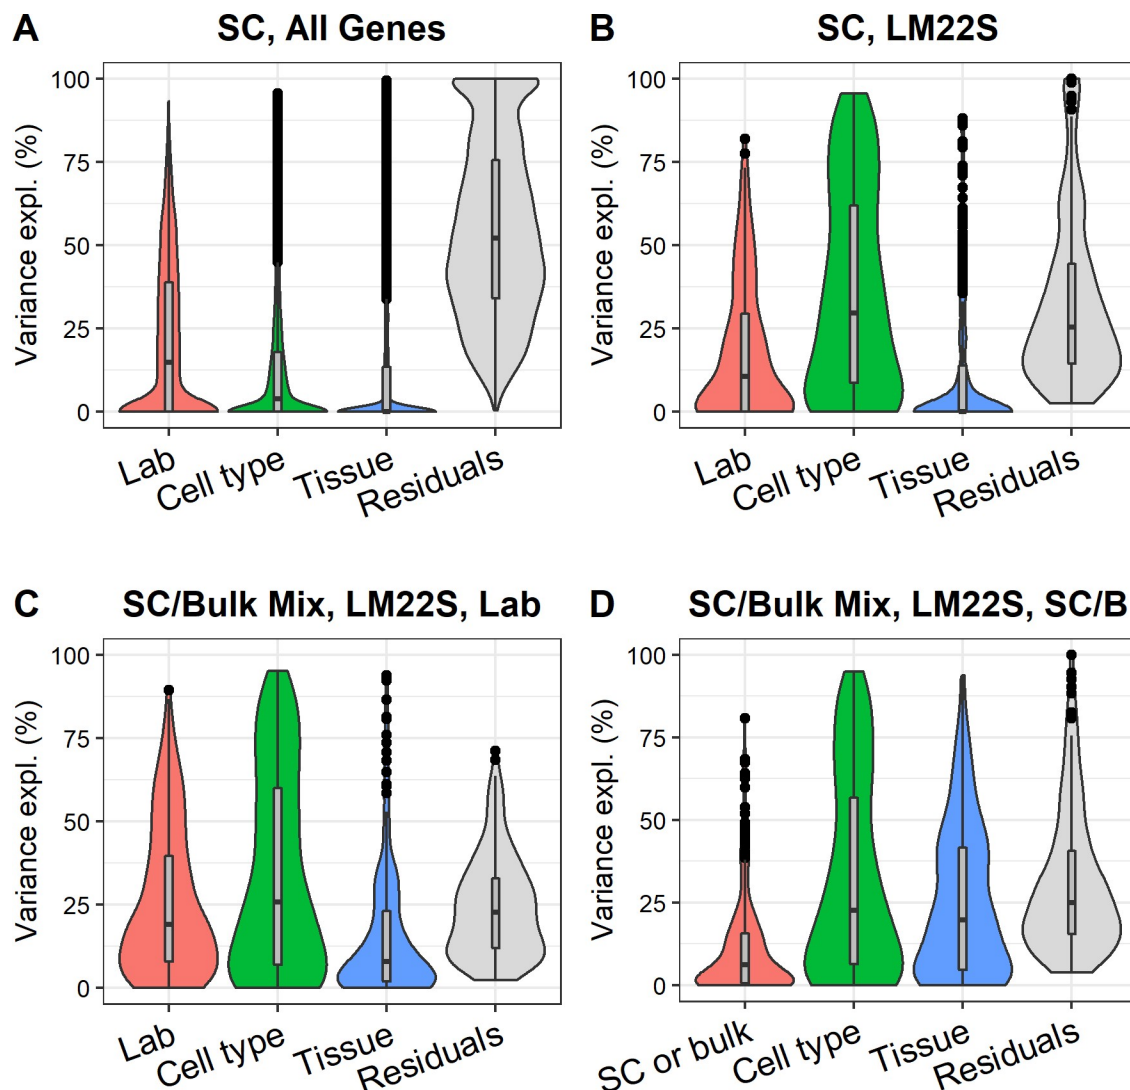 A SC, All Genes
Variance expl. (%)
100
75
50
25
0
Lab
Cell type
Tissue
Residuals
B SC, LM22S
Variance expl. (%)
100
75
50
25
0
Lab
Cell type
Tissue
Residuals
C SC/Bulk Mix, LM22S, Lab
Variance expl. (%)
100
75
50
25
0
Lab
Cell type
Tissue
Residuals
D SC/Bulk Mix, LM22S, SC/B
Variance expl. (%)
100
75
50
25
0
SC or bulk
Cell type
Tissue
Residuals